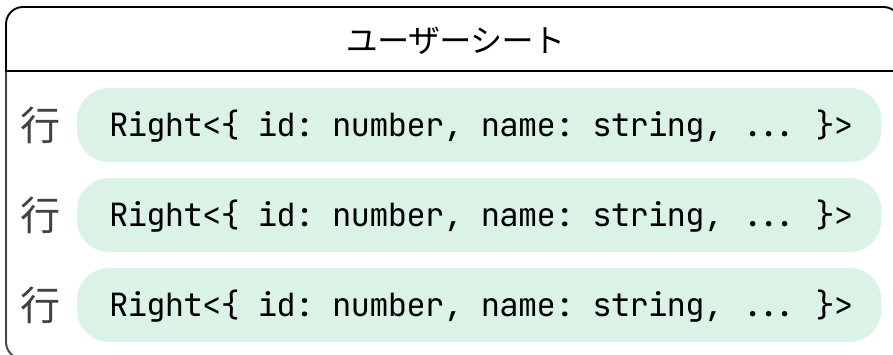 ユーザーシート
行 Right<{ id: number, name: string, ... }>
行 Right<{ id: number, name: string, ... }>
行 Right<{ id: number, name: string, ... }>